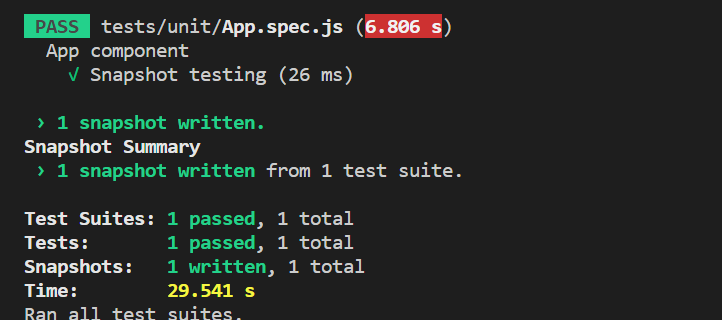 PASS tests/unit/App.spec.js (6.806 s)
App component
√ Snapshot testing (26 ms)
› 1 snapshot written.
Snapshot Summary
› 1 snapshot written from 1 test suite.
Test Suites: 1 passed, 1 total
Tests: 1 passed, 1 total
Snapshots: 1 written, 1 total
Time: 29.541 s
Ran all test suites.